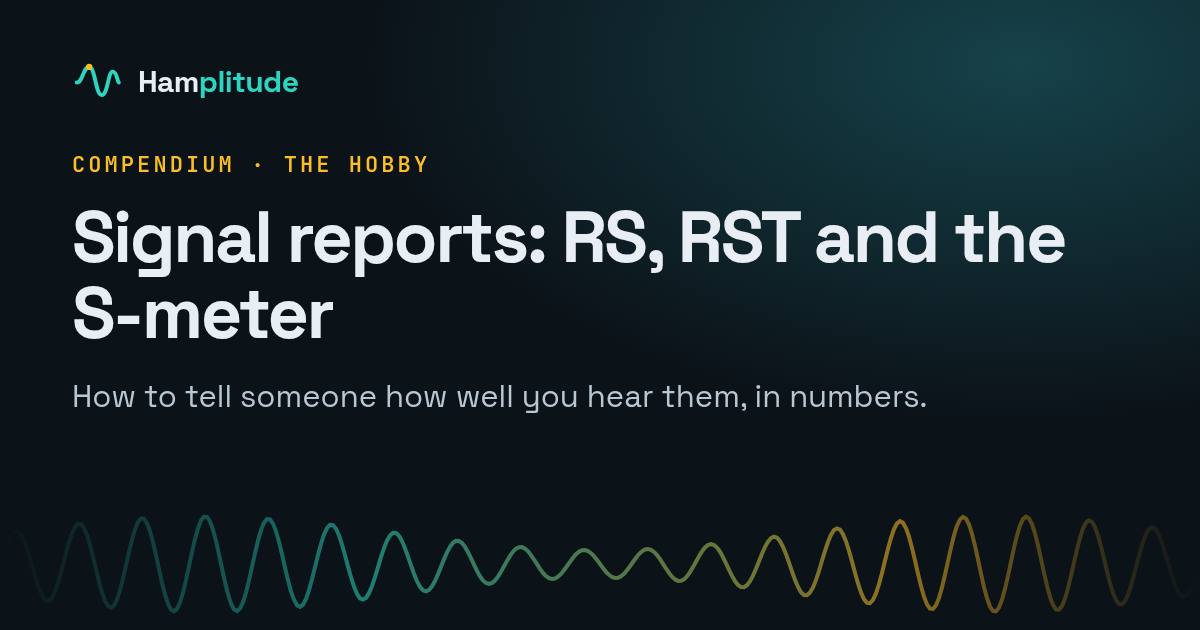 Hamplitude
COMPENDIUM · THE HOBBY
Signal reports: RS, RST and the
S-meter
How to tell someone how well you hear them, in numbers.